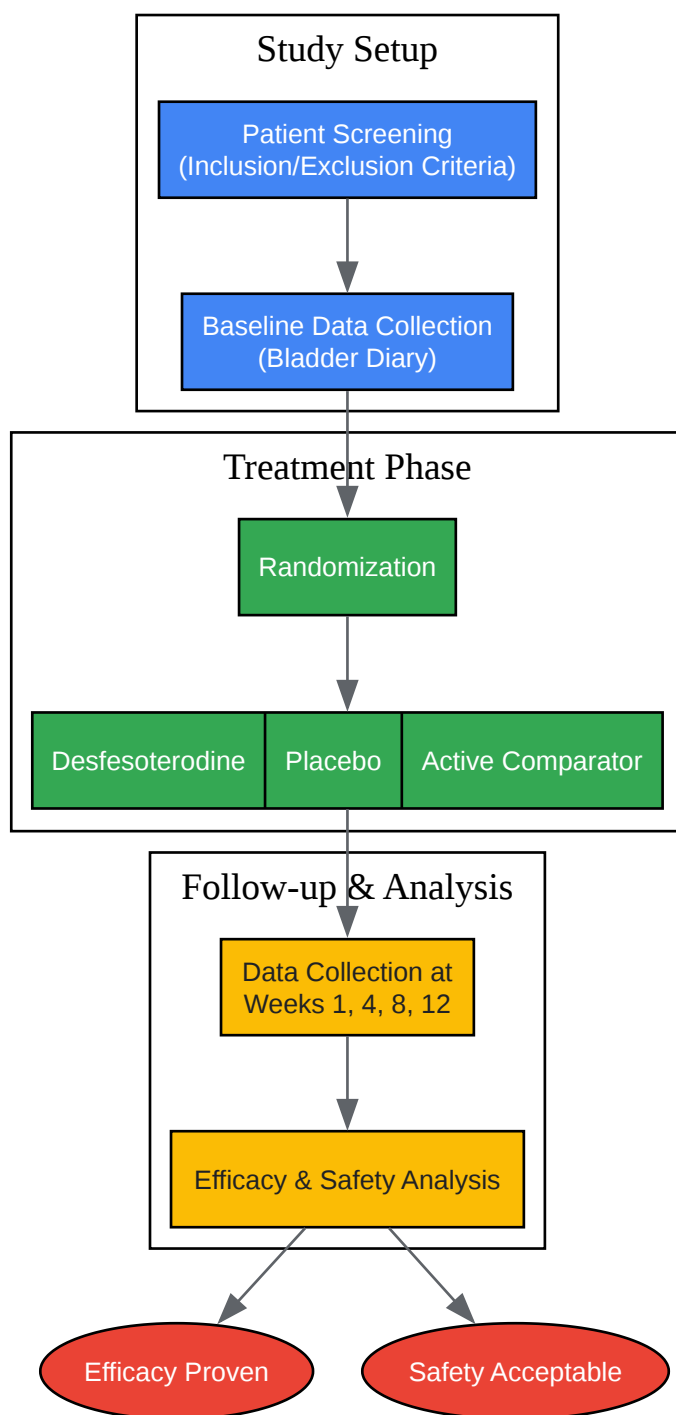 Study Setup
Patient Screening
(Inclusion/Exclusion Criteria)
Baseline Data Collection
(Bladder Diary)
Treatment Phase
Randomization
Desfesoterodine Placebo Active Comparator
Follow-up & Analysis
Data Collection at
Weeks 1, 4, 8, 12
Efficacy & Safety Analysis
Efficacy Proven Safety Acceptable